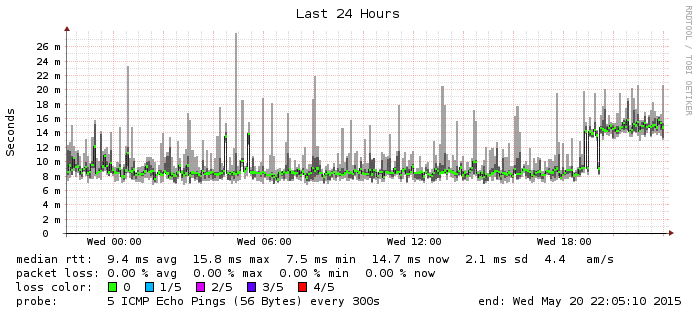 Last 24 Hours
RRDTOOL / TOBI OETIKER
Seconds
26 m
24 m
22 m
20 m
18 m
16 m
14 m
12 m
10 m
8 m
6 m
4 m
2 m
0
Wed 00:00 Wed 06:00 Wed 12:00 Wed 18:00
median rtt: 9.4 ms avg 15.8 ms max 7.5 ms min 14.7 ms now 2.1 ms sd 4.4 am/s
packet loss: 0.00 % avg 0.00 % max 0.00 % min 0.00 % now
loss color: 0 1/5 2/5 3/5 4/5
probe: 5 ICMP Echo Pings (56 Bytes) every 300s end: Wed May 20 22:05:10 2015